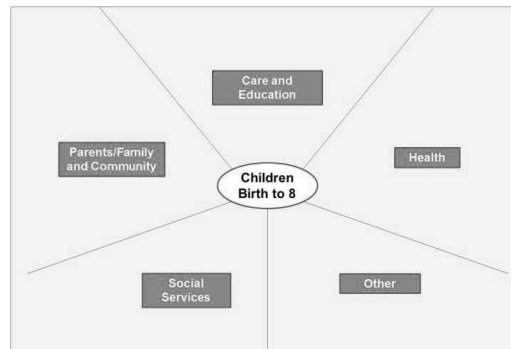 Care and
Education
Parents/Family
and Community
Health
Children
Birth to 8
Social
Services
Other